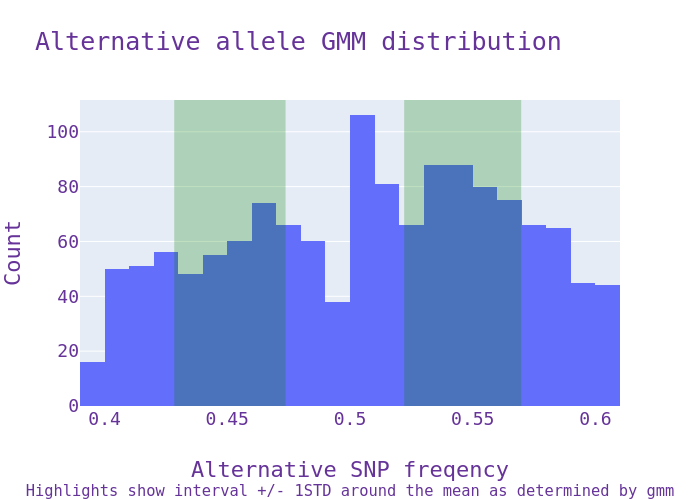 Alternative allele GMM distribution
Count
100
80
60
40
20
0
0.4 0.45 0.5 0.55 0.6
Alternative SNP freqency
Highlights show interval +/- 1STD around the mean as determined by gmm